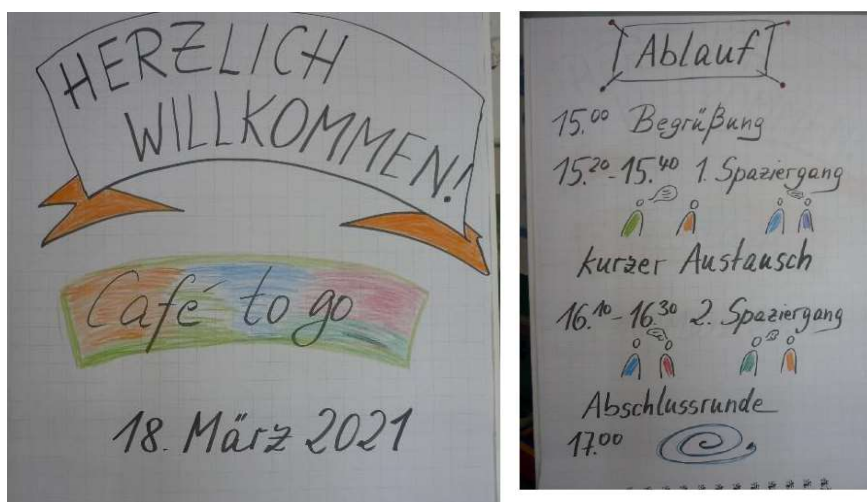 HERZLICH
WILLKOMMEN!
Café to go
18. März 2021
Ablauf
15.00 Begrüßung
15.20-15.40 1. Spaziergang
kurzer Austausch
16.10-16.30 2. Spaziergang
Abschlussrunde
17.00